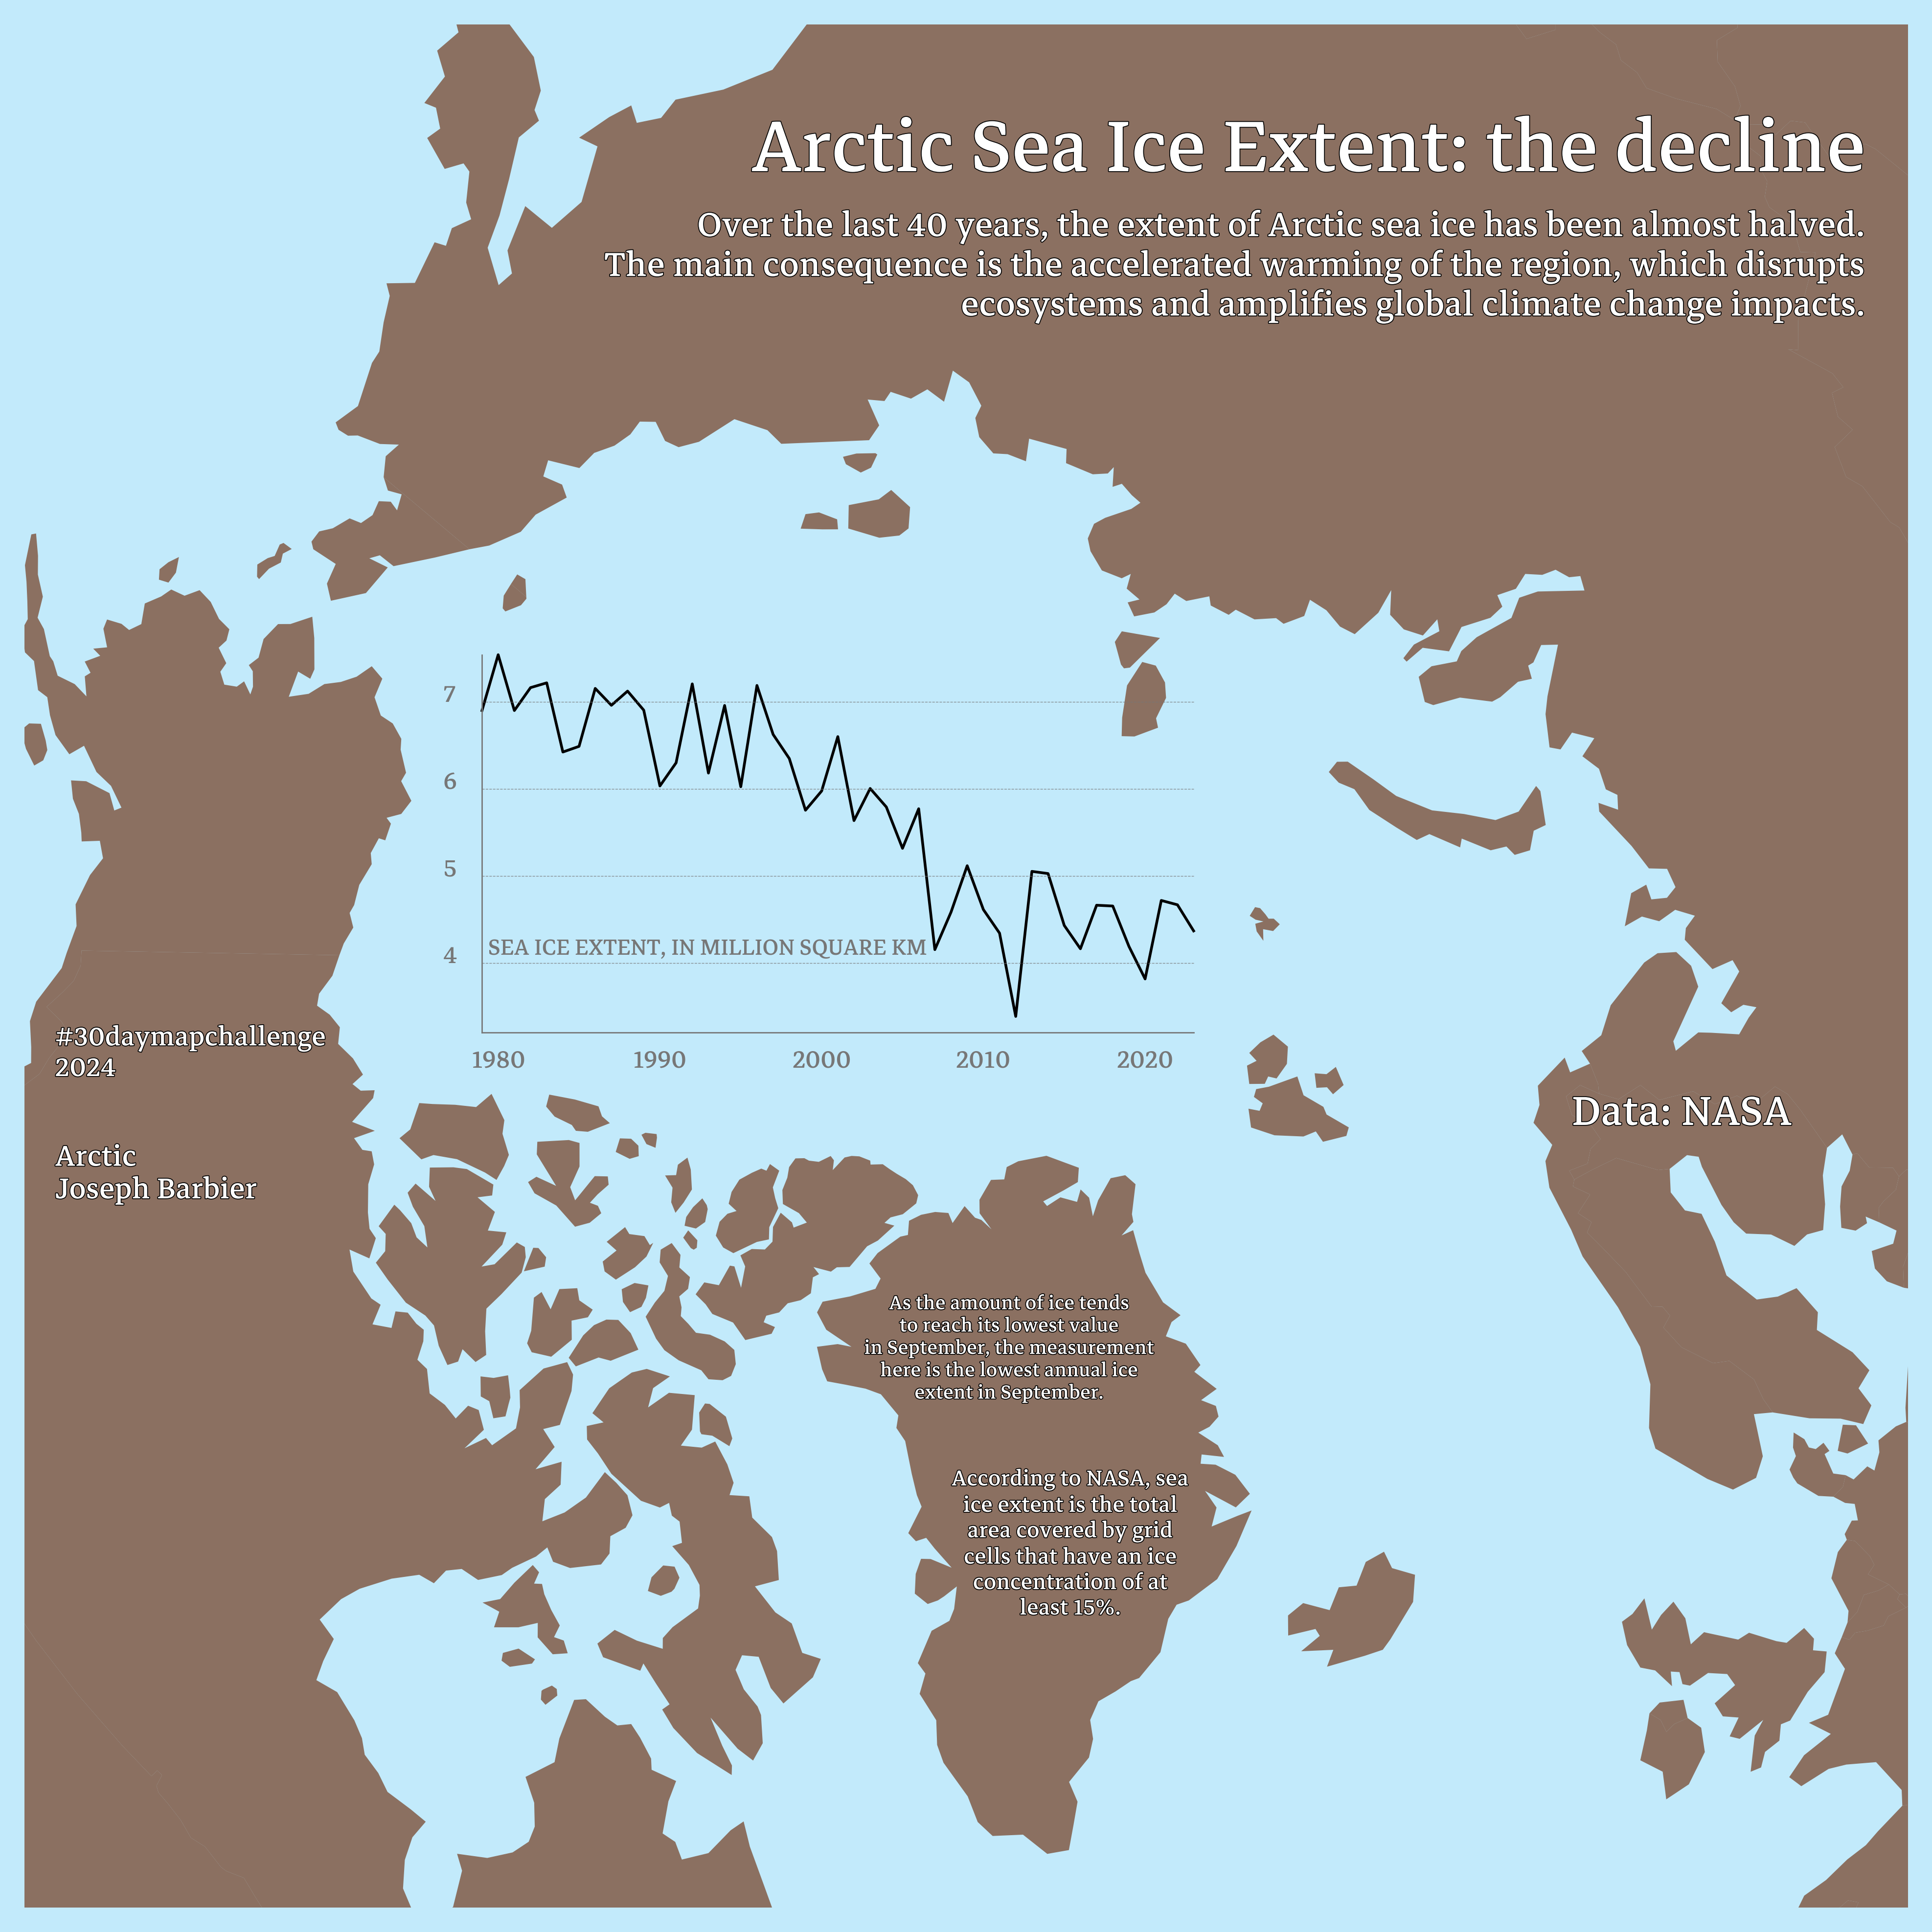 Arctic Sea Ice Extent: the decline
Over the last 40 years, the extent of Arctic sea ice has been almost halved.
The main consequence is the accelerated warming of the region, which disrupts
ecosystems and amplifies global climate change impacts.
7
6
5
4
SEA ICE EXTENT, IN MILLION SQUARE KM
1980 1990 2000 2010 2020
#30daymapchallenge
2024
Arctic
Joseph Barbier
Data: NASA
As the amount of ice tends
to reach its lowest value
in September, the measurement
here is the lowest annual ice
extent in September.
According to NASA, sea
ice extent is the total
area covered by grid
cells that have an ice
concentration of at
least 15%.